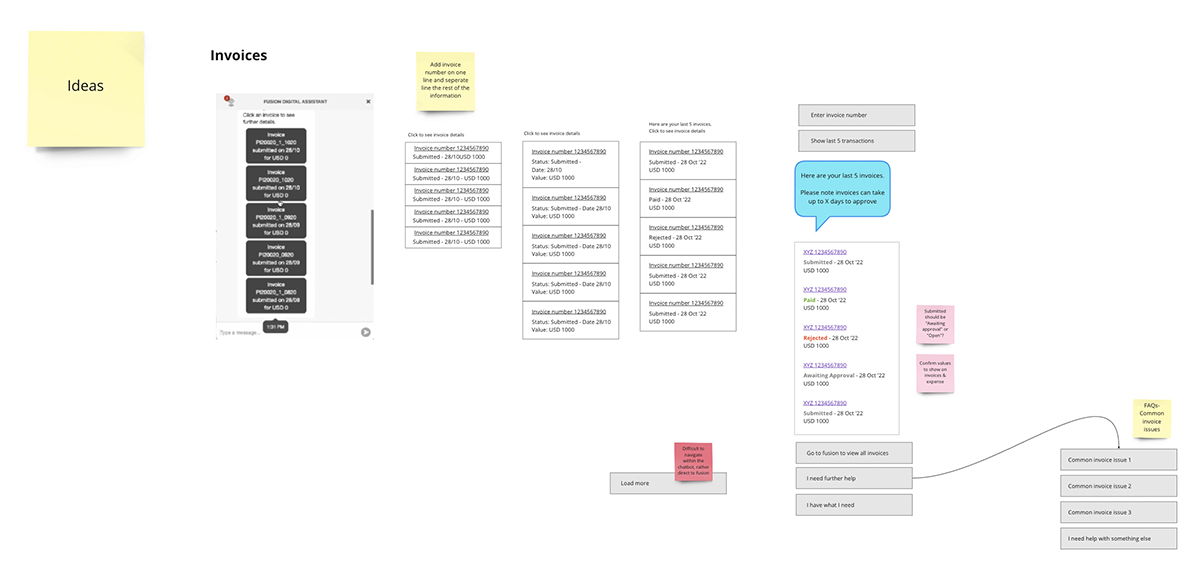 Ideas
Invoices
FUSION DIGITAL ASSISTANT
Click an invoice to see
further details.
Invoice
PI20020_1_1020
submitted on 28/10
for USD 0
Invoice
PI20020_1020
submitted on 28/10
for USD 0
Invoice
PI20020_1_0920
submitted on 28/09
for USD 0
Invoice
PI20020_0920
submitted on 28/09
for USD 0
Invoice
PI20020_1_0820
submitted on 28/08
for USD 0
1:31 PM
Type a message...
Add invoice
number on one
line and seperate
line the rest of the
information
Click to see invoice details
Invoice number 1234567890
Submitted - 28/10USD 1000
Invoice number 1234567890
Submitted - 28/10 - USD 1000
Invoice number 1234567890
Submitted - 28/10 - USD 1000
Invoice number 1234567890
Submitted - 28/10 - USD 1000
Invoice number 1234567890
Submitted - 28/10 - USD 1000
Click to see invoice details
Invoice number 1234567890
Status: Submitted -
Date: 28/10
Value: USD 1000
Invoice number 1234567890
Status: Submitted - Date 28/10
Value: USD 1000
Invoice number 1234567890
Status: Submitted - Date 28/10
Value: USD 1000
Invoice number 1234567890
Status: Submitted - Date 28/10
Value: USD 1000
Invoice number 1234567890
Status: Submitted - Date 28/10
Value: USD 1000
Here are your last 5 invoices.
Click to see invoice details
Invoice number 1234567890
Submitted - 28 Oct '22
USD 1000
Invoice number 1234567890
Paid - 28 Oct '22
USD 1000
Invoice number 1234567890
Rejected - 28 Oct '22
USD 1000
Invoice number 1234567890
Submitted - 28 Oct '22
USD 1000
Invoice number 1234567890
Submitted - 28 Oct '22
USD 1000
Load more
Difficult to
navigate
within the
chatbot, rather
direct to fusion
Enter invoice number
Show last 5 transactions
Here are your last 5 invoices.
Please note invoices can take
up to X days to approve
XYZ 1234567890
Submitted - 28 Oct '22
USD 1000
XYZ 1234567890
Paid - 28 Oct '22
USD 1000
XYZ 1234567890
Rejected - 28 Oct '22
USD 1000
XYZ 1234567890
Awaiting Approval - 28 Oct '22
USD 1000
XYZ 1234567890
Submitted - 28 Oct '22
USD 1000
Submitted
should be
"Awaiting
approval" or
"Open"?
Confirm values
to show on
invoices &
expense
Go to fusion to view all invoices
I need further help
I have what I need
FAQs-
Common
invoice
issues
Common invoice issue 1
Common invoice issue 2
Common invoice issue 3
I need help with something else